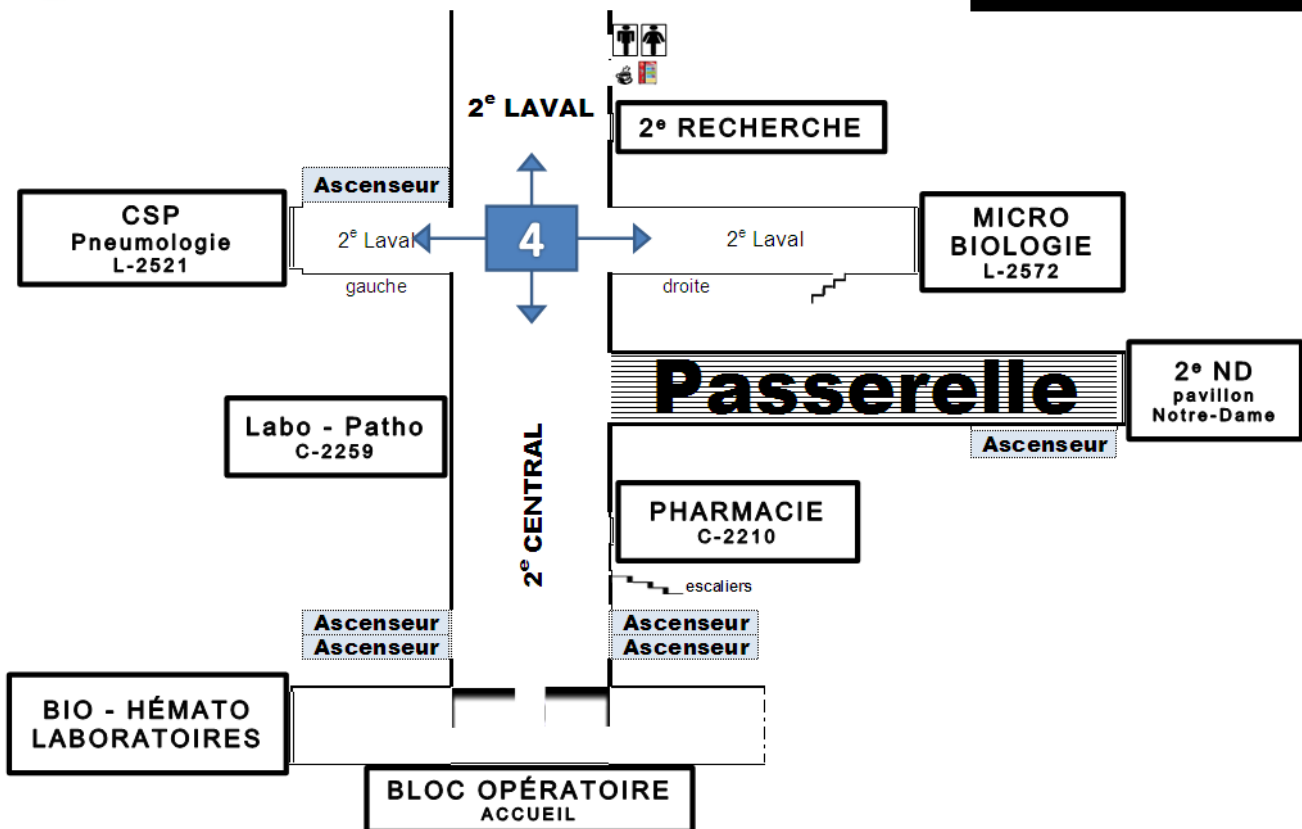 2e LAVAL
2e RECHERCHE
Ascenseur
CSP
Pneumologie
L-2521
2e Laval
4
2e Laval
MICRO
BIOLOGIE
L-2572
gauche
droite
Passerelle
2e ND
pavillon
Notre-Dame
Ascenseur
Labo - Patho
C-2259
2e CENTRAL
PHARMACIE
C-2210
escaliers
Ascenseur
Ascenseur
Ascenseur
Ascenseur
BIO - HÉMATO
LABORATOIRES
BLOC OPÉRATOIRE
ACCUEIL